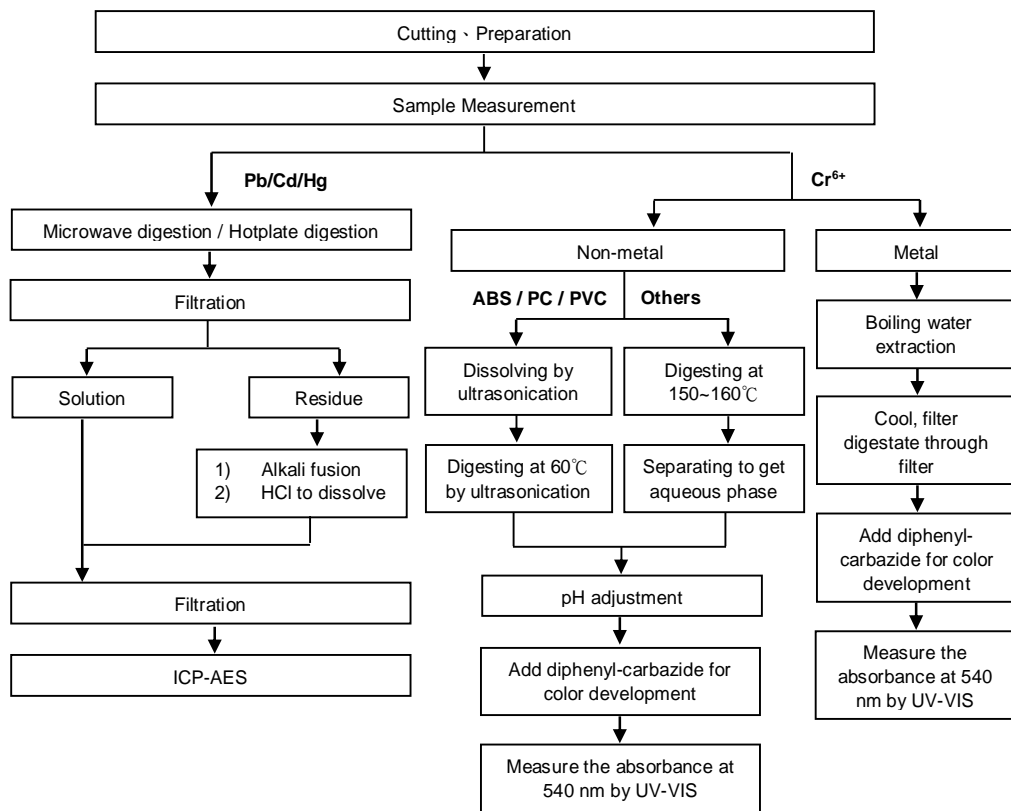 Cutting、Preparation
Sample Measurement
Pb/Cd/Hg
Cr⁶⁺
Microwave digestion / Hotplate digestion
Filtration
Solution
Residue
1) Alkali fusion
2) HCl to dissolve
Filtration
ICP-AES
Non-metal
ABS / PC / PVC
Others
Dissolving by
ultrasonication
Digesting at 60℃
by ultrasonication
Digesting at
150~160℃
Separating to get
aqueous phase
pH adjustment
Add diphenyl-carbazide for
color development
Measure the absorbance at
540 nm by UV-VIS
Metal
Boiling water
extraction
Cool, filter
digestate through
filter
Add diphenyl-
carbazide for color
development
Measure the
absorbance at 540
nm by UV-VIS